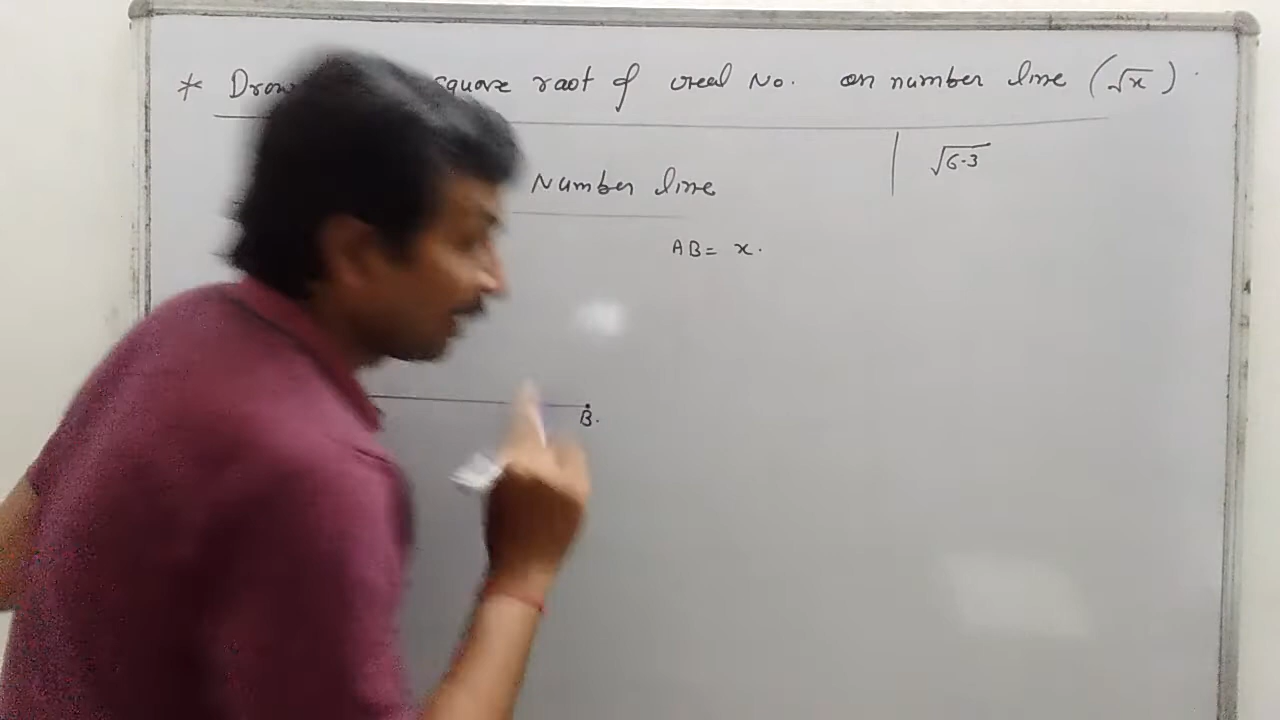 * Draw square root of real No. on number line (√x).
Number line
√6.3
AB = x.
B.